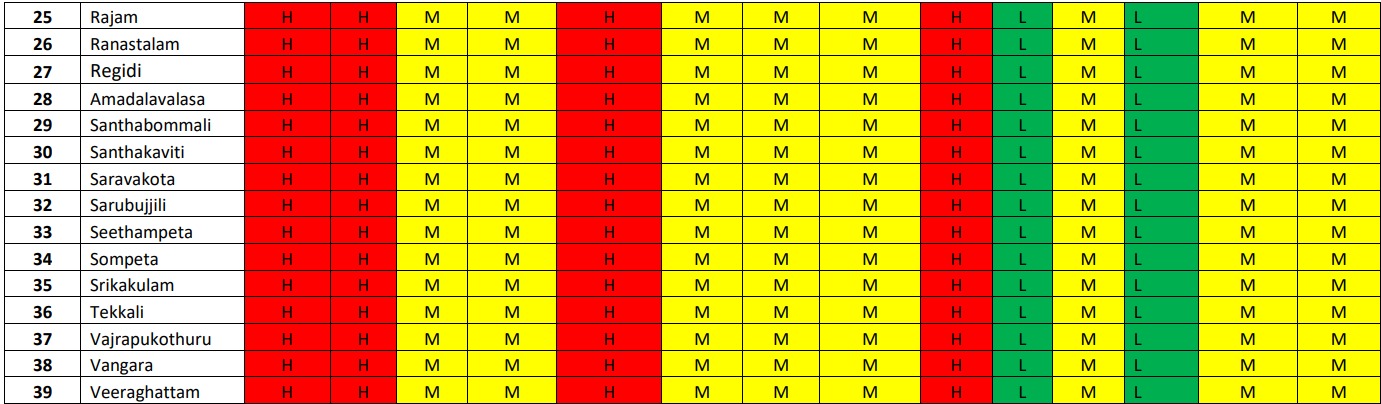 25 Rajam H H M M H M M M H L M L M M
26 Ranastalam H H M M H M M M H L M L M M
27 Regidi H H M M H M M M H L M L M M
28 Amadalavalasa H H M M H M M M H L M L M M
29 Santhabommali H H M M H M M M H L M L M M
30 Santhakaviti H H M M H M M M H L M L M M
31 Saravakota H H M M H M M M H L M L M M
32 Sarubujjili H H M M H M M M H L M L M M
33 Seethampeta H H M M H M M M H L M L M M
34 Sompeta H H M M H M M M H L M L M M
35 Srikakulam H H M M H M M M H L M L M M
36 Tekkali H H M M H M M M H L M L M M
37 Vajrapukothuru H H M M H M M M H L M L M M
38 Vangara H H M M H M M M H L M L M M
39 Veeraghattam H H M M H M M M H L M L M M